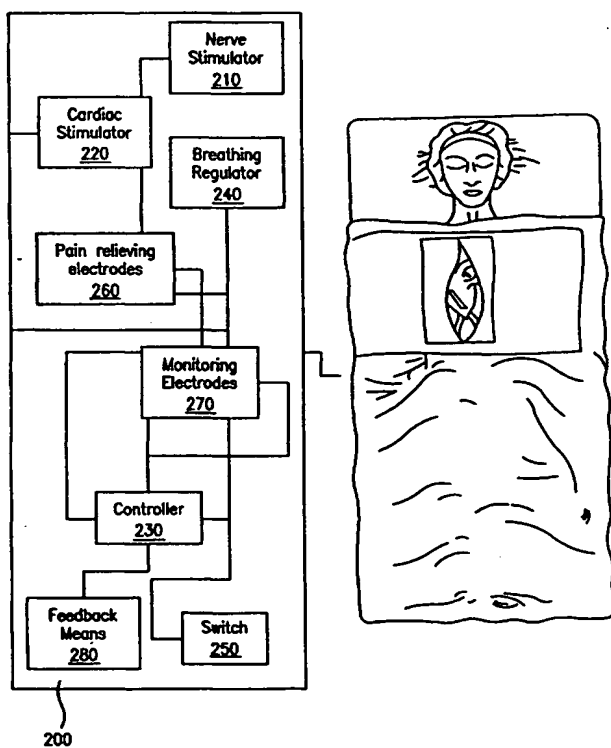 Nerve
Stimulator
210
Cardiac
Stimulator
220
Breathing
Regulator
240
Pain relieving
electrodes
260
Monitoring
Electrodes
270
Controller
230
Feedback
Means
280
Switch
250
200